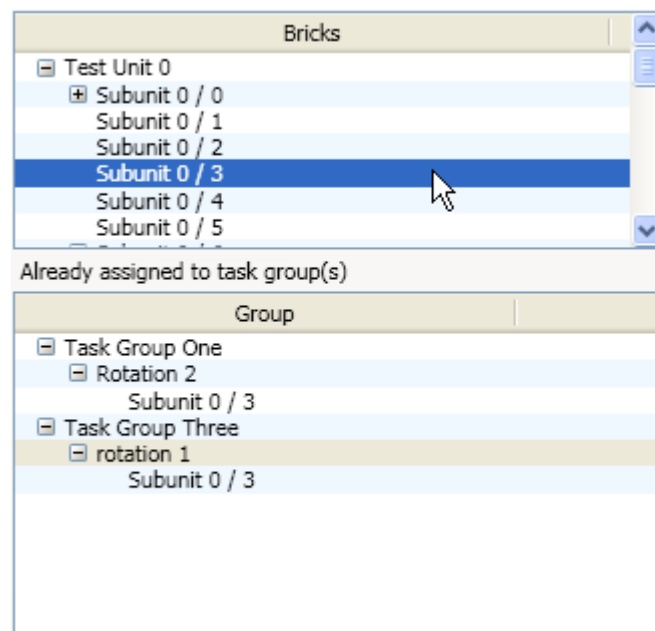 Bricks
Test Unit 0
Subunit 0 / 0
Subunit 0 / 1
Subunit 0 / 2
Subunit 0 / 3
Subunit 0 / 4
Subunit 0 / 5
Already assigned to task group(s)
Group
Task Group One
Rotation 2
Subunit 0 / 3
Task Group Three
rotation 1
Subunit 0 / 3